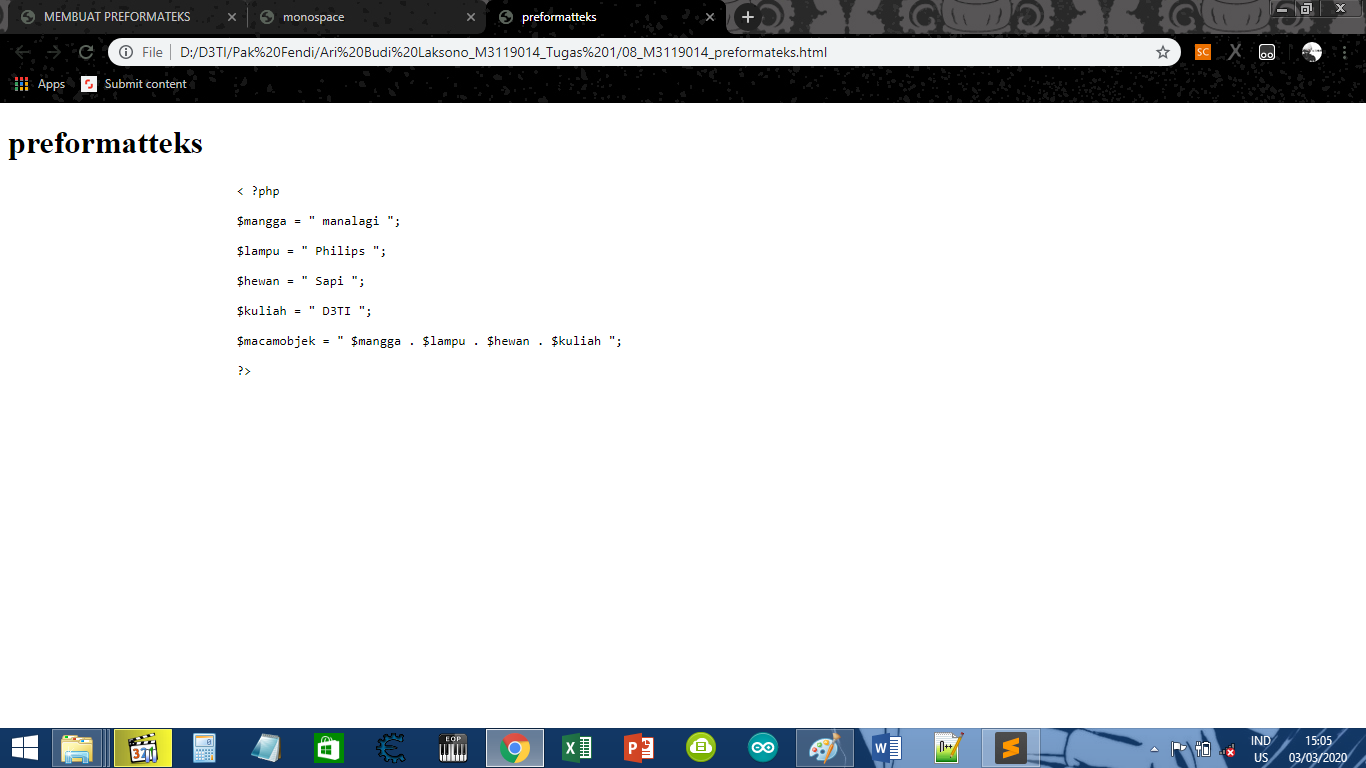 MEMBUAT PREFORMATEKS
monospace
preformatteks
File
D:/D3TI/Pak%20Fendi/Ari%20Budi%20Laksono_M3119014_Tugas%201/08_M3119014_preformateks.html
SC
Apps
Submit content
preformatteks
< ?php
$mangga = " manalagi ";
$lampu = " Philips ";
$hewan = " Sapi ";
$kuliah = " D3TI ";
$macamobjek = " $mangga . $lampu . $hewan . $kuliah ";
?>
321
EOP
IND
15:05
US
03/03/2020